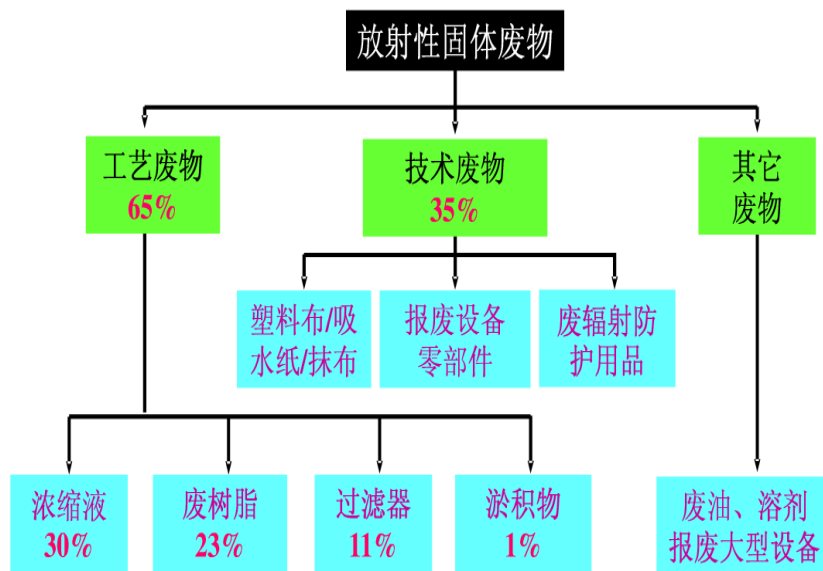 放射性固体废物
工艺废物
65%
技术废物
35%
其它
废物
塑料布/吸
水纸/抹布
报废设备
零部件
废辐射防
护用品
浓缩液
30%
废树脂
23%
过滤器
11%
淤积物
1%
废油、溶剂
报废大型设备